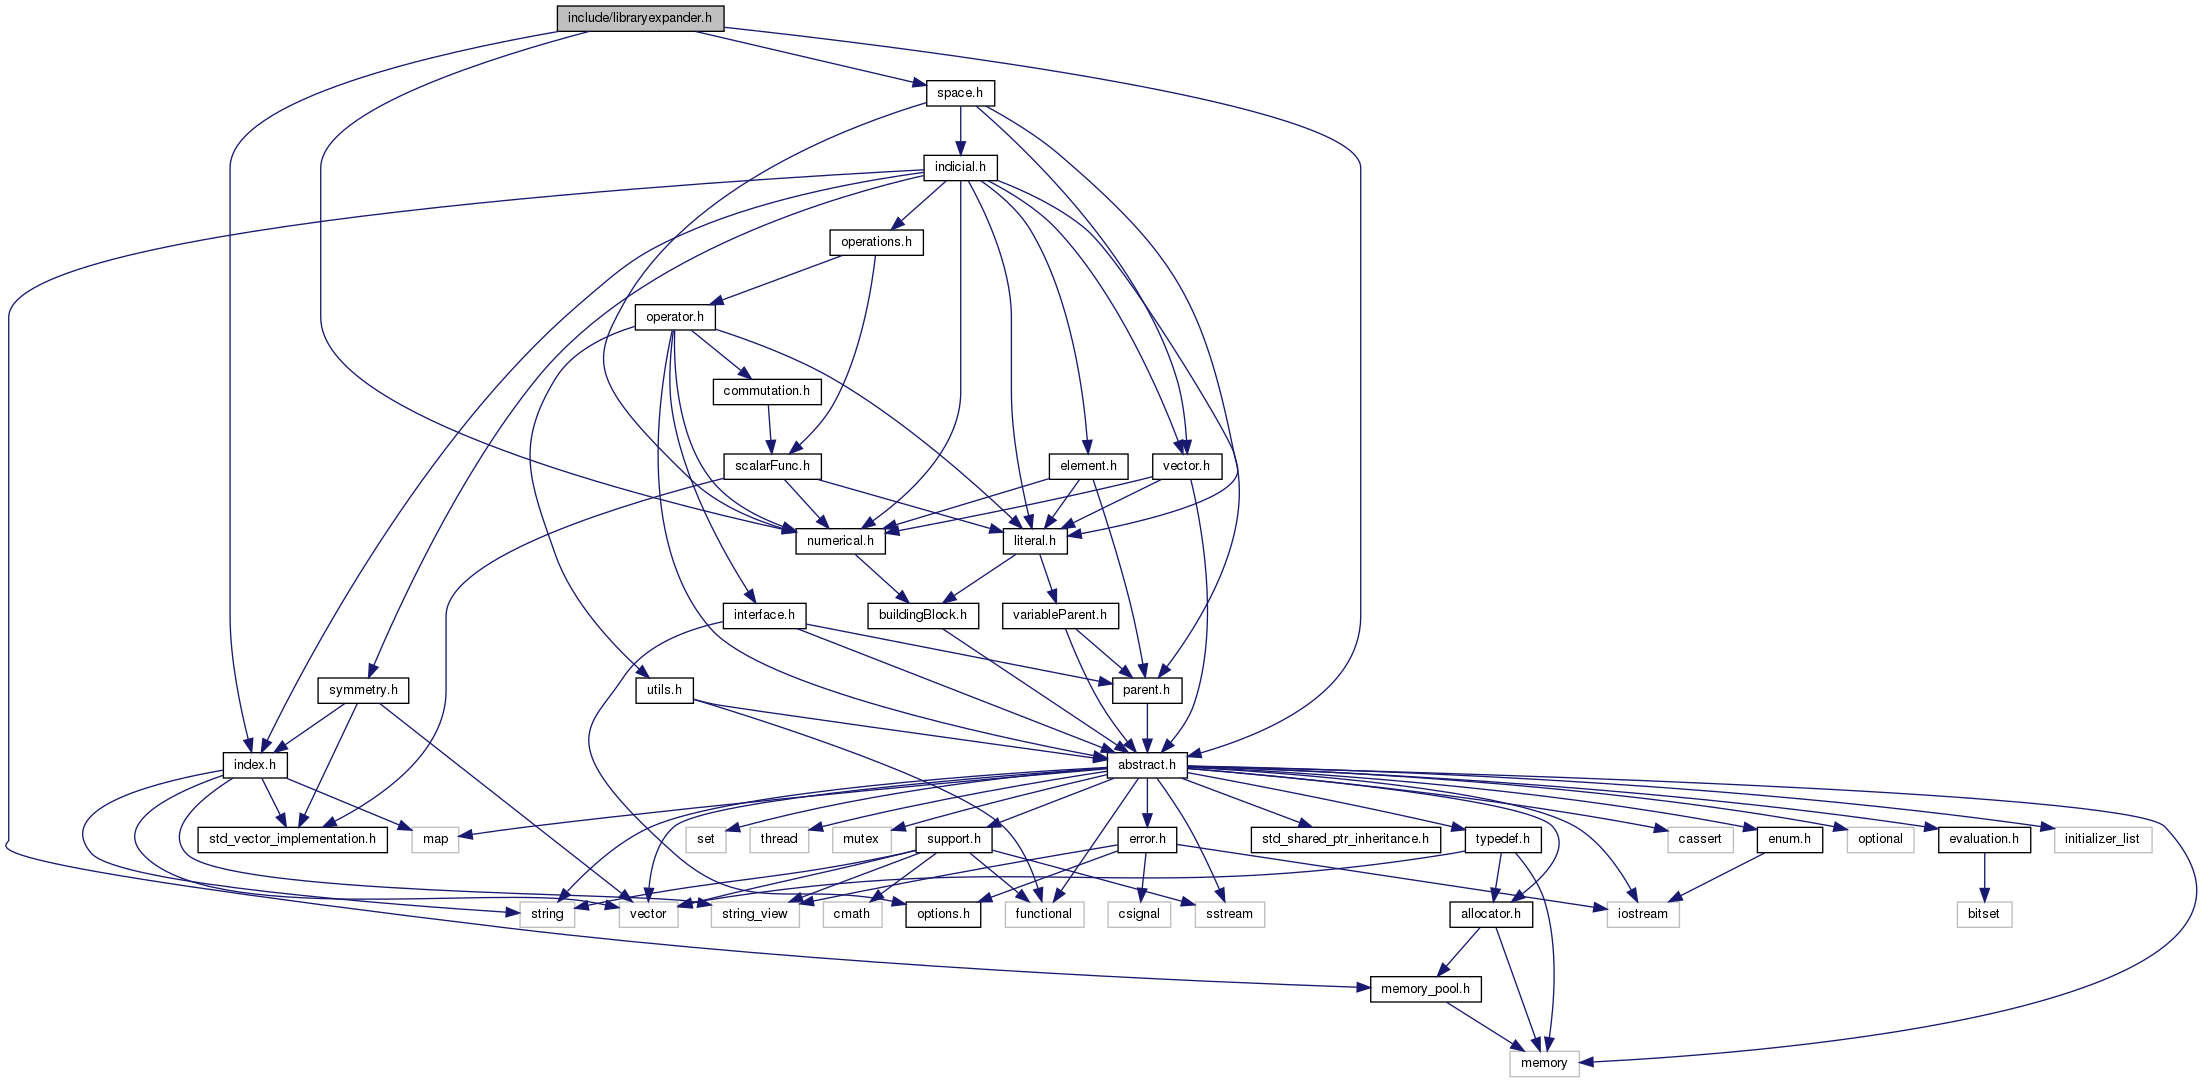 include/libraryexpander.h
space.h
indicial.h
operations.h
operator.h
commutation.h
scalarFunc.h
element.h
vector.h
numerical.h
literal.h
interface.h
buildingBlock.h
variableParent.h
symmetry.h
utils.h
parent.h
index.h
abstract.h
std_vector_implementation.h
map
set
thread
mutex
support.h
error.h
std_shared_ptr_inheritance.h
typedef.h
cassert
enum.h
optional
evaluation.h
initializer_list
string
vector
string_view
cmath
options.h
functional
csignal
sstream
allocator.h
iostream
bitset
memory_pool.h
memory